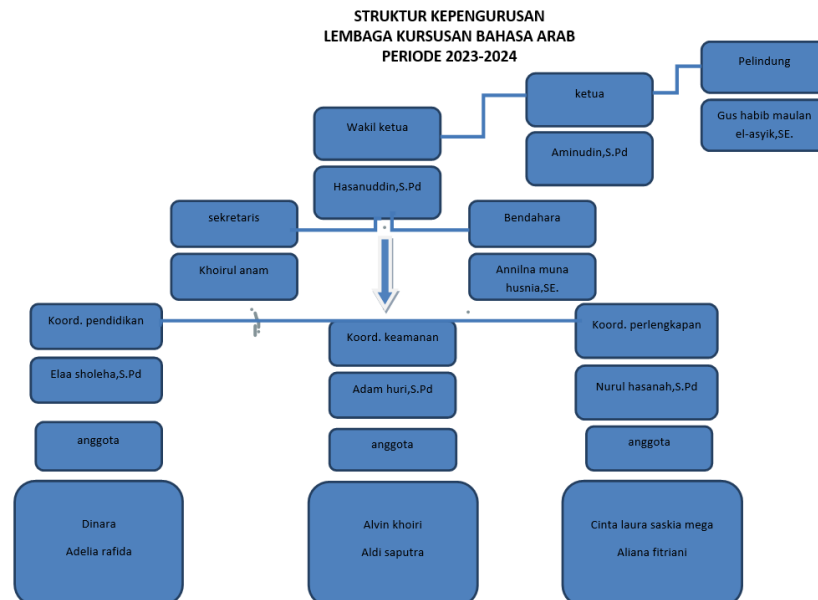 STRUKTUR KEPENGURUSAN
LEMBAGA KURSUSAN BAHASA ARAB
PERIODE 2023-2024
Pelindung
Gus habib maulan
el-asyik,SE.
ketua
Aminudin,S.Pd
Wakil ketua
Hasanuddin,S.Pd
sekretaris
Khoirul anam
Bendahara
Annilna muna
husnia,SE.
Koord. pendidikan
Elaa sholeha,S.Pd
anggota
Dinara
Adelia rafida
Koord. keamanan
Adam huri,S.Pd
anggota
Alvin khoiri
Aldi saputra
Koord. perlengkapan
Nurul hasanah,S.Pd
anggota
Cinta laura saskia mega
Aliana fitriani